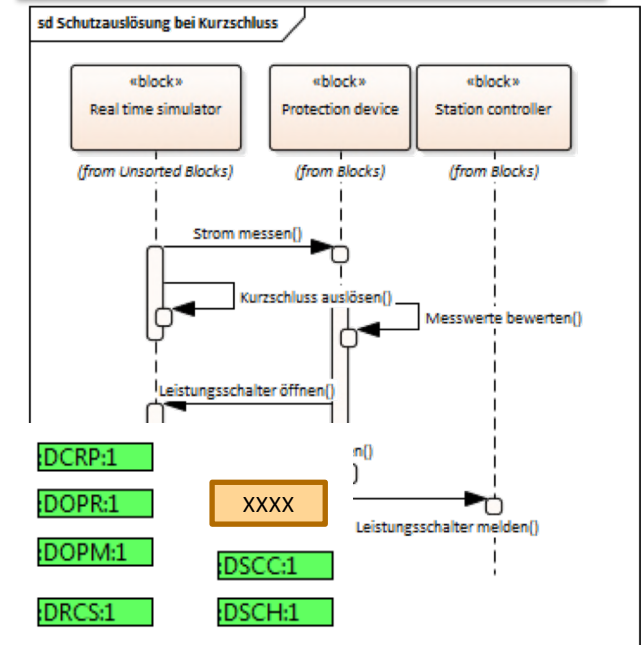 sd Schutzauslösung bei Kurzschluss
«block»
Real time simulator
«block»
Protection device
«block»
Station controller
(from Unsorted Blocks)
(from Blocks)
(from Blocks)
Strom messen()
Kurzschluss auslösen()
Messwerte bewerten()
Leistungsschalter öffnen()
:DCRP:1
:DOPR:1
XXXX
Leistungsschalter melden()
:DOPM:1
:DSCC:1
:DRCS:1
:DSCH:1